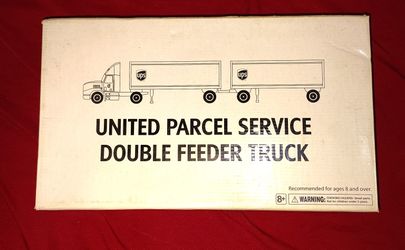 ups
ups
UNITED PARCEL SERVICE
DOUBLE FEEDER TRUCK
Recommended for ages 8 and over.
8+ WARNING: